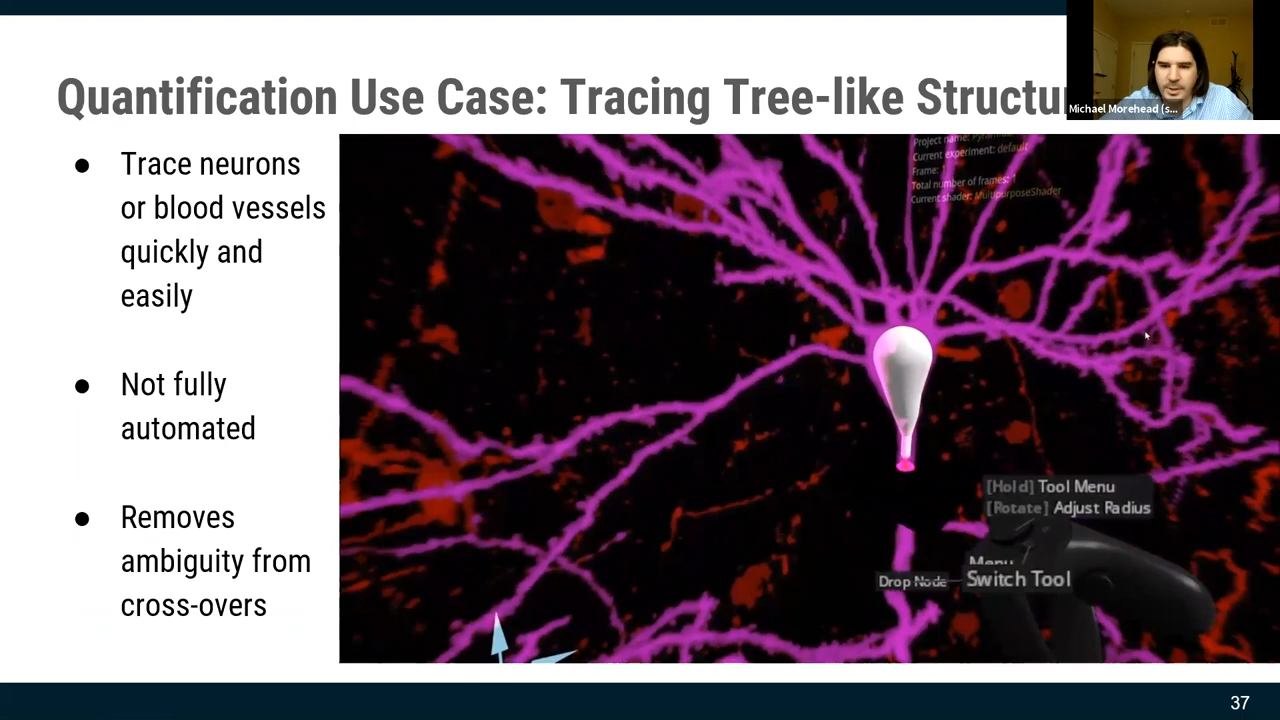 Quantification Use Case: Tracing Tree-like Structu
Michael Morehead (s...
● Trace neurons
or blood vessels
quickly and
easily
● Not fully
automated
● Removes
ambiguity from
cross-overs
Project name:
Current experiment: default
Frame:
Total number of frames: 1
Current shader: MultipurposeShader
[Hold] Tool Menu
[Rotate] Adjust Radius
Menu
Drop Node
Switch Tool
37